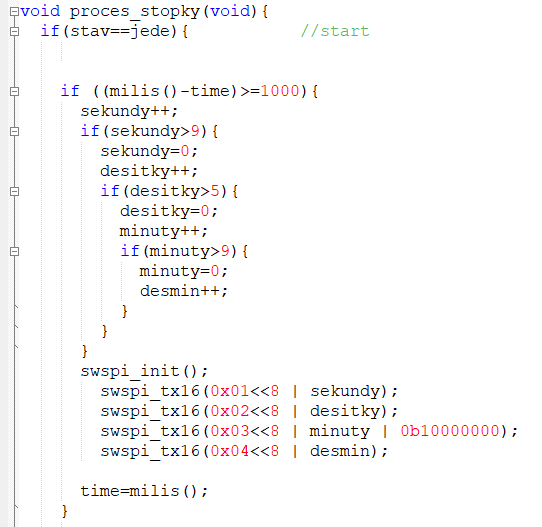 void proces_stopky(void){
if(stav==jede){ //start
if ((milis()-time)>=1000){
sekundy++;
if(sekundy>9){
sekundy=0;
desitky++;
if(desitky>5){
desitky=0;
minuty++;
if(minuty>9){
minuty=0;
desmin++;
}
}
}
swspi_init();
swspi_tx16(0x01<<8 | sekundy);
swspi_tx16(0x02<<8 | desitky);
swspi_tx16(0x03<<8 | minuty | 0b10000000);
swspi_tx16(0x04<<8 | desmin);
time=milis();
}